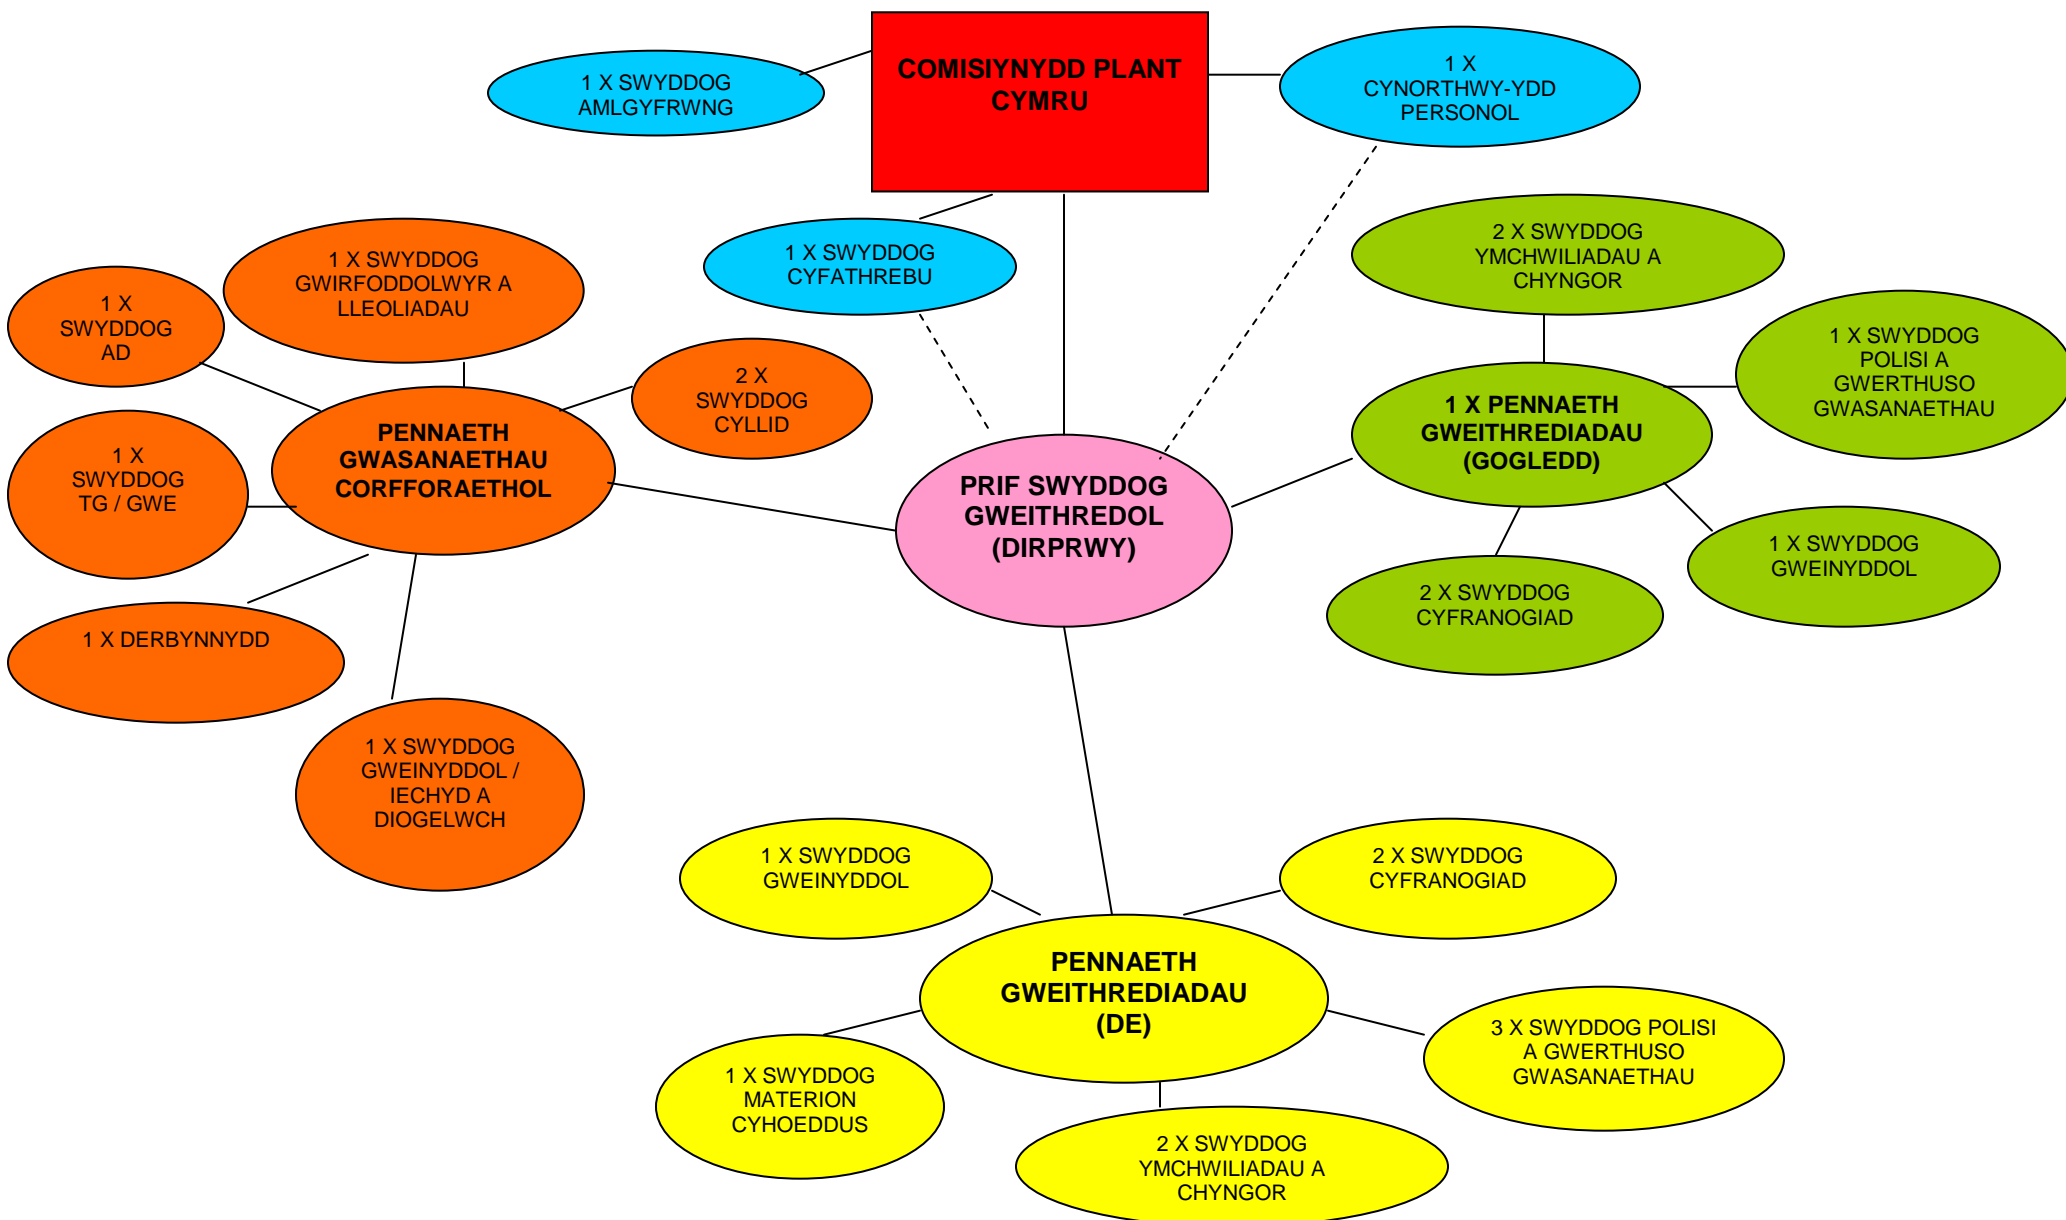 COMISIYNYDD PLANT
CYMRU
1 X SWYDDOG
AMLGYFRWNG
1 X
CYNORTHWY-YDD
PERSONOL
1 X SWYDDOG
CYFATHREBU
1 X SWYDDOG
GWIRFODDOLWYR A
LLEOLIADAU
1 X
SWYDDOG
AD
2 X
SWYDDOG
CYLLID
PENNAETH
GWASANAETHAU
CORFFORAETHOL
1 X
SWYDDOG
TG / GWE
1 X DERBYNNYDD
1 X SWYDDOG
GWEINYDDOL /
IECHYD A
DIOGELWCH
PRIF SWYDDOG
GWEITHREDOL
(DIRPRWY)
2 X SWYDDOG
YMCHWILIADAU A
CHYNGOR
1 X SWYDDOG
POLISI A
GWERTHUSO
GWASANAETHAU
1 X PENNAETH
GWEITHREDIADAU
(GOGLEDD)
1 X SWYDDOG
GWEINYDDOL
2 X SWYDDOG
CYFRANOGIAD
1 X SWYDDOG
GWEINYDDOL
2 X SWYDDOG
CYFRANOGIAD
PENNAETH
GWEITHREDIADAU
(DE)
3 X SWYDDOG POLISI
A GWERTHUSO
GWASANAETHAU
1 X SWYDDOG
MATERION
CYHOEDDUS
2 X SWYDDOG
YMCHWILIADAU A
CHYNGOR